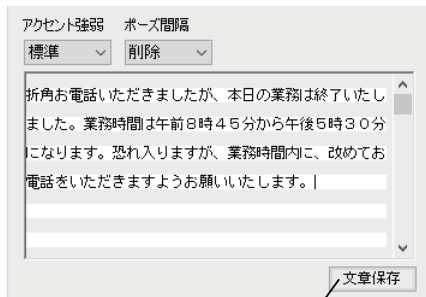 アクセント強弱 ポーズ間隔
標準 削除
折角お電話いただきましたが、本日の業務は終了いたし
ました。業務時間は午前8時45分から午後5時30分
になります。恐れ入りますが、業務時間内に、改めてお
電話をいただきますようお願いいたします。
文章保存